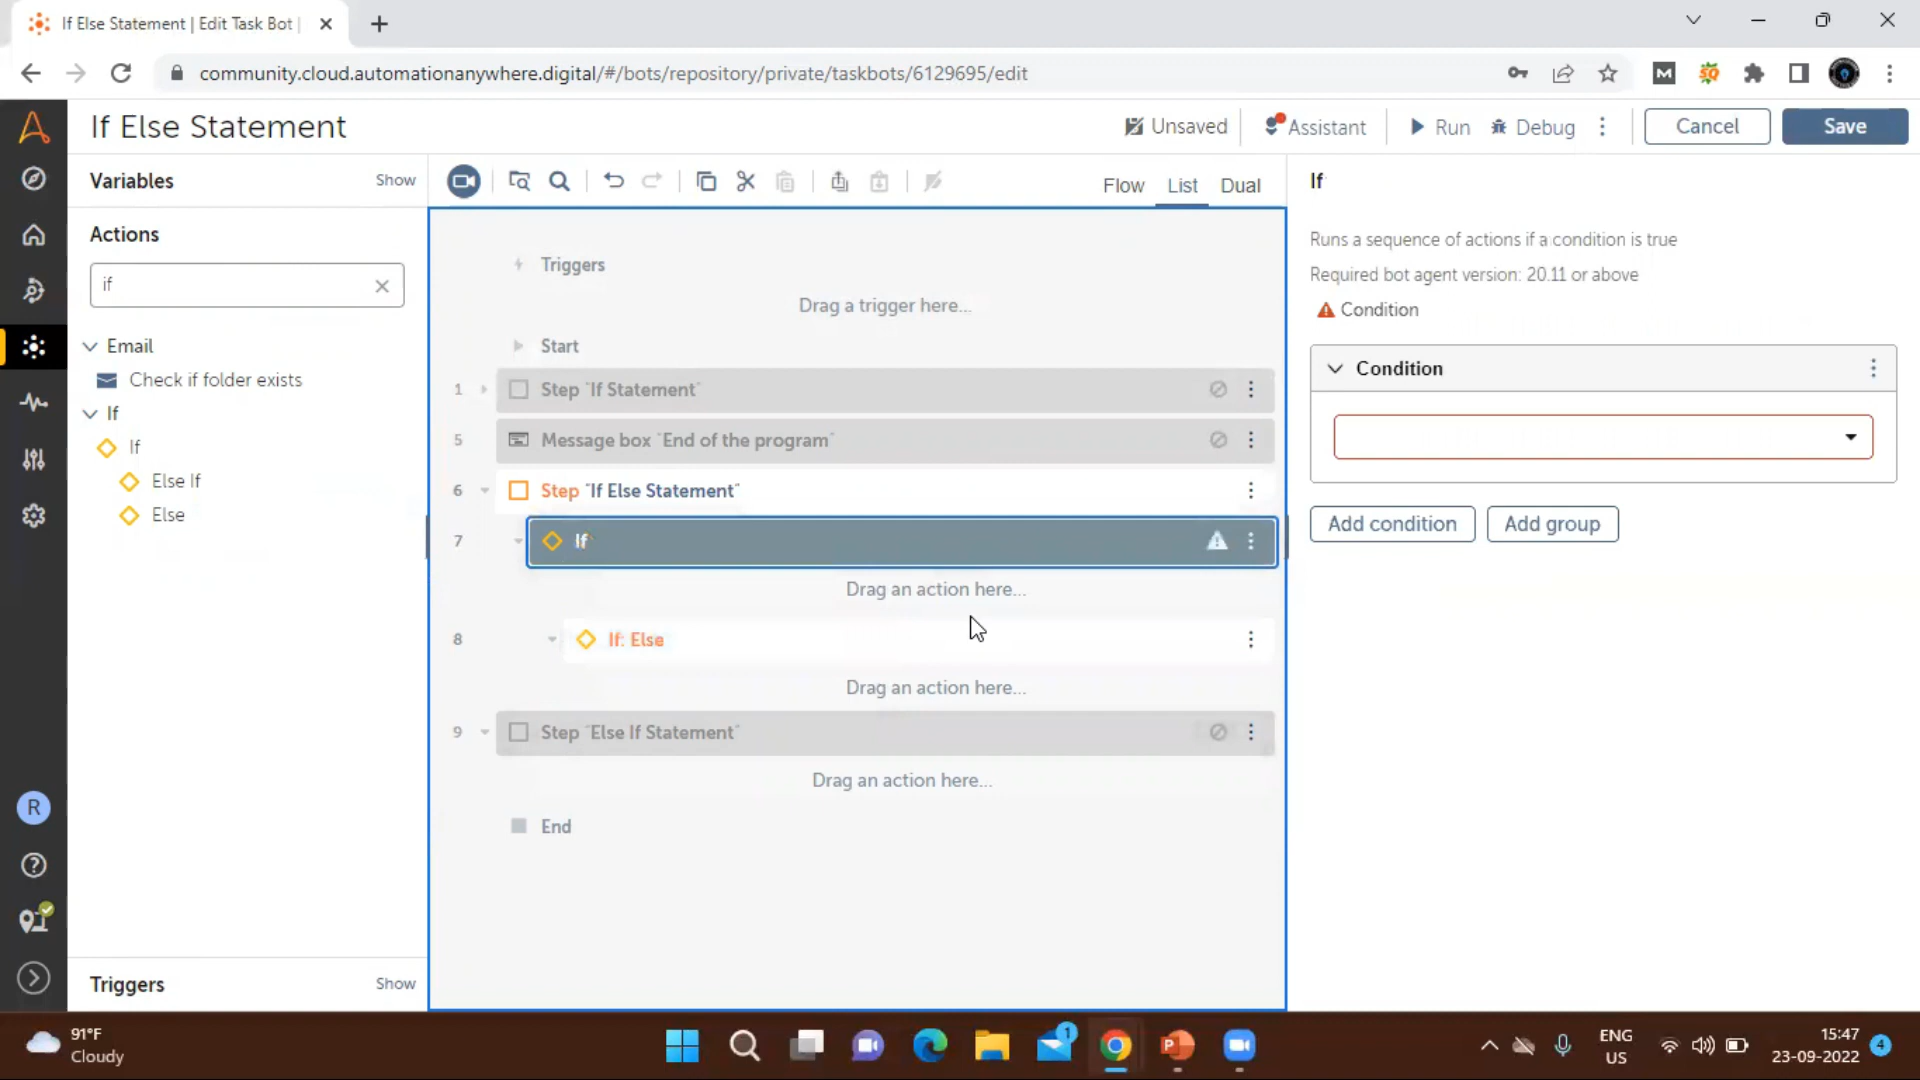 If Else Statement | Edit Task Bot |
community.cloud.automationanywhere.digital/#/bots/repository/private/taskbots/6129695/edit
M
SQ
If Else Statement
Unsaved
Assistant
Run
Debug
Cancel
Save
Variables
Show
Flow
List
Dual
If
Actions
if
Runs a sequence of actions if a condition is true
Required bot agent version: 20.11 or above
Condition
Triggers
Drag a trigger here...
Email
Check if folder exists
If
If
Else If
Else
Start
1
Step "If Statement"
5
Message box "End of the program"
6
Step "If Else Statement"
7
If
Drag an action here...
8
If: Else
Drag an action here...
9
Step "Else If Statement"
Drag an action here...
End
Condition
Add condition
Add group
R
Triggers
Show
91°F
Cloudy
1
P
ENG
US
15:47
23-09-2022
4